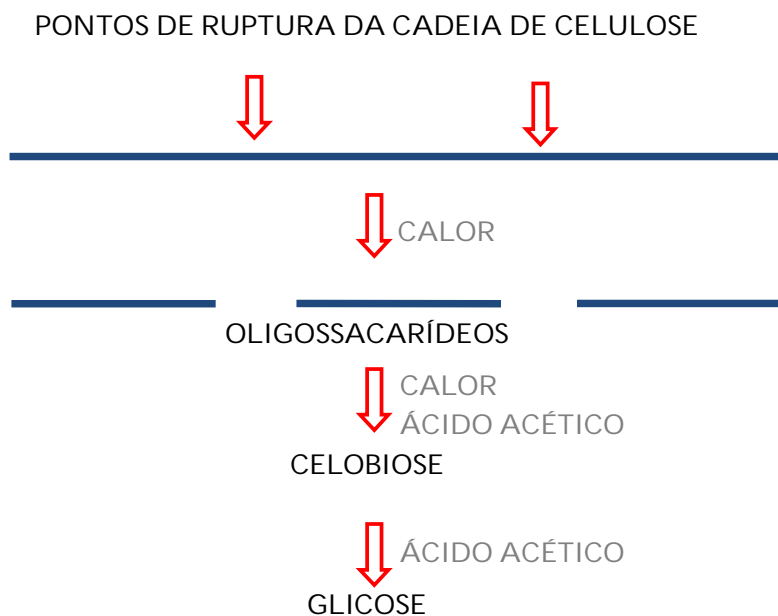 PONTOS DE RUPTURA DA CADEIA DE CELULOSE
CALOR
OLIGOSSACARÍDEOS
CALOR
ÁCIDO ACÉTICO
CELOBIOSE
ÁCIDO ACÉTICO
GLICOSE